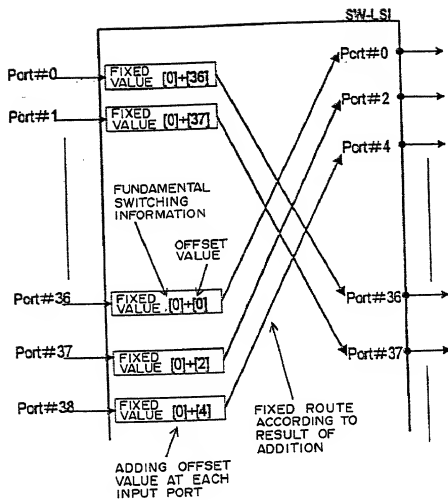 SW-LSI
Port#0
FIXED
VALUE [0]+[36]
Port#0
Port#1
FIXED
VALUE [0]+[37]
Port#2
Port#4
FUNDAMENTAL
SWITCHING
INFORMATION
OFFSET
VALUE
Port#36
FIXED
VALUE [0]+[0]
Port#36
Port#37
FIXED
VALUE [0]+[2]
Port#37
Port#38
FIXED
VALUE [0]+[4]
FIXED ROUTE
ACCORDING TO
RESULT OF
ADDITION
ADDING OFFSET
VALUE AT EACH
INPUT PORT